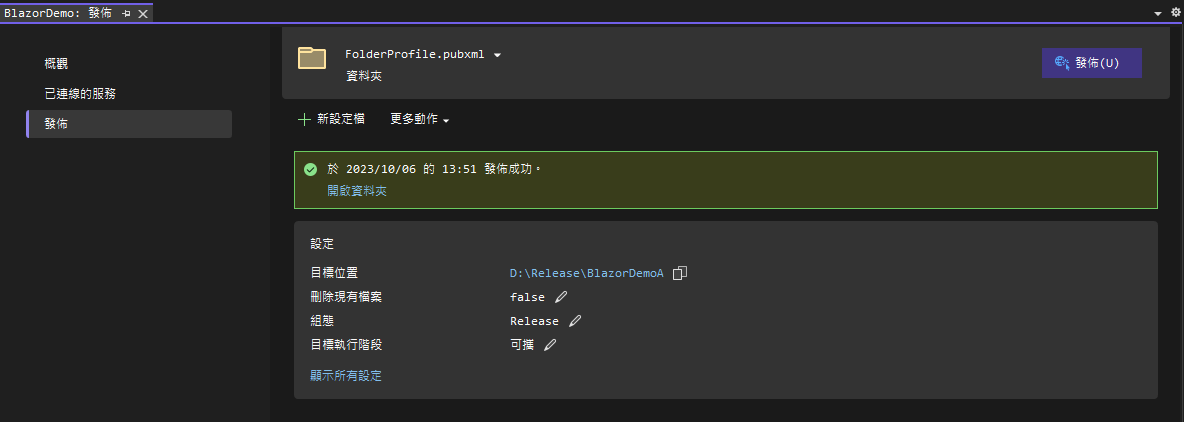 BlazorDemo: 發佈
概觀
已連線的服務
發佈
FolderProfile.pubxml
資料夾
發佈(U)
新設定檔
更多動作
於 2023/10/06 的 13:51 發佈成功。
開啟資料夾
設定
目標位置 D:\Release\BlazorDemoA
刪除現有檔案 false
組態 Release
目標執行階段 可攜
顯示所有設定